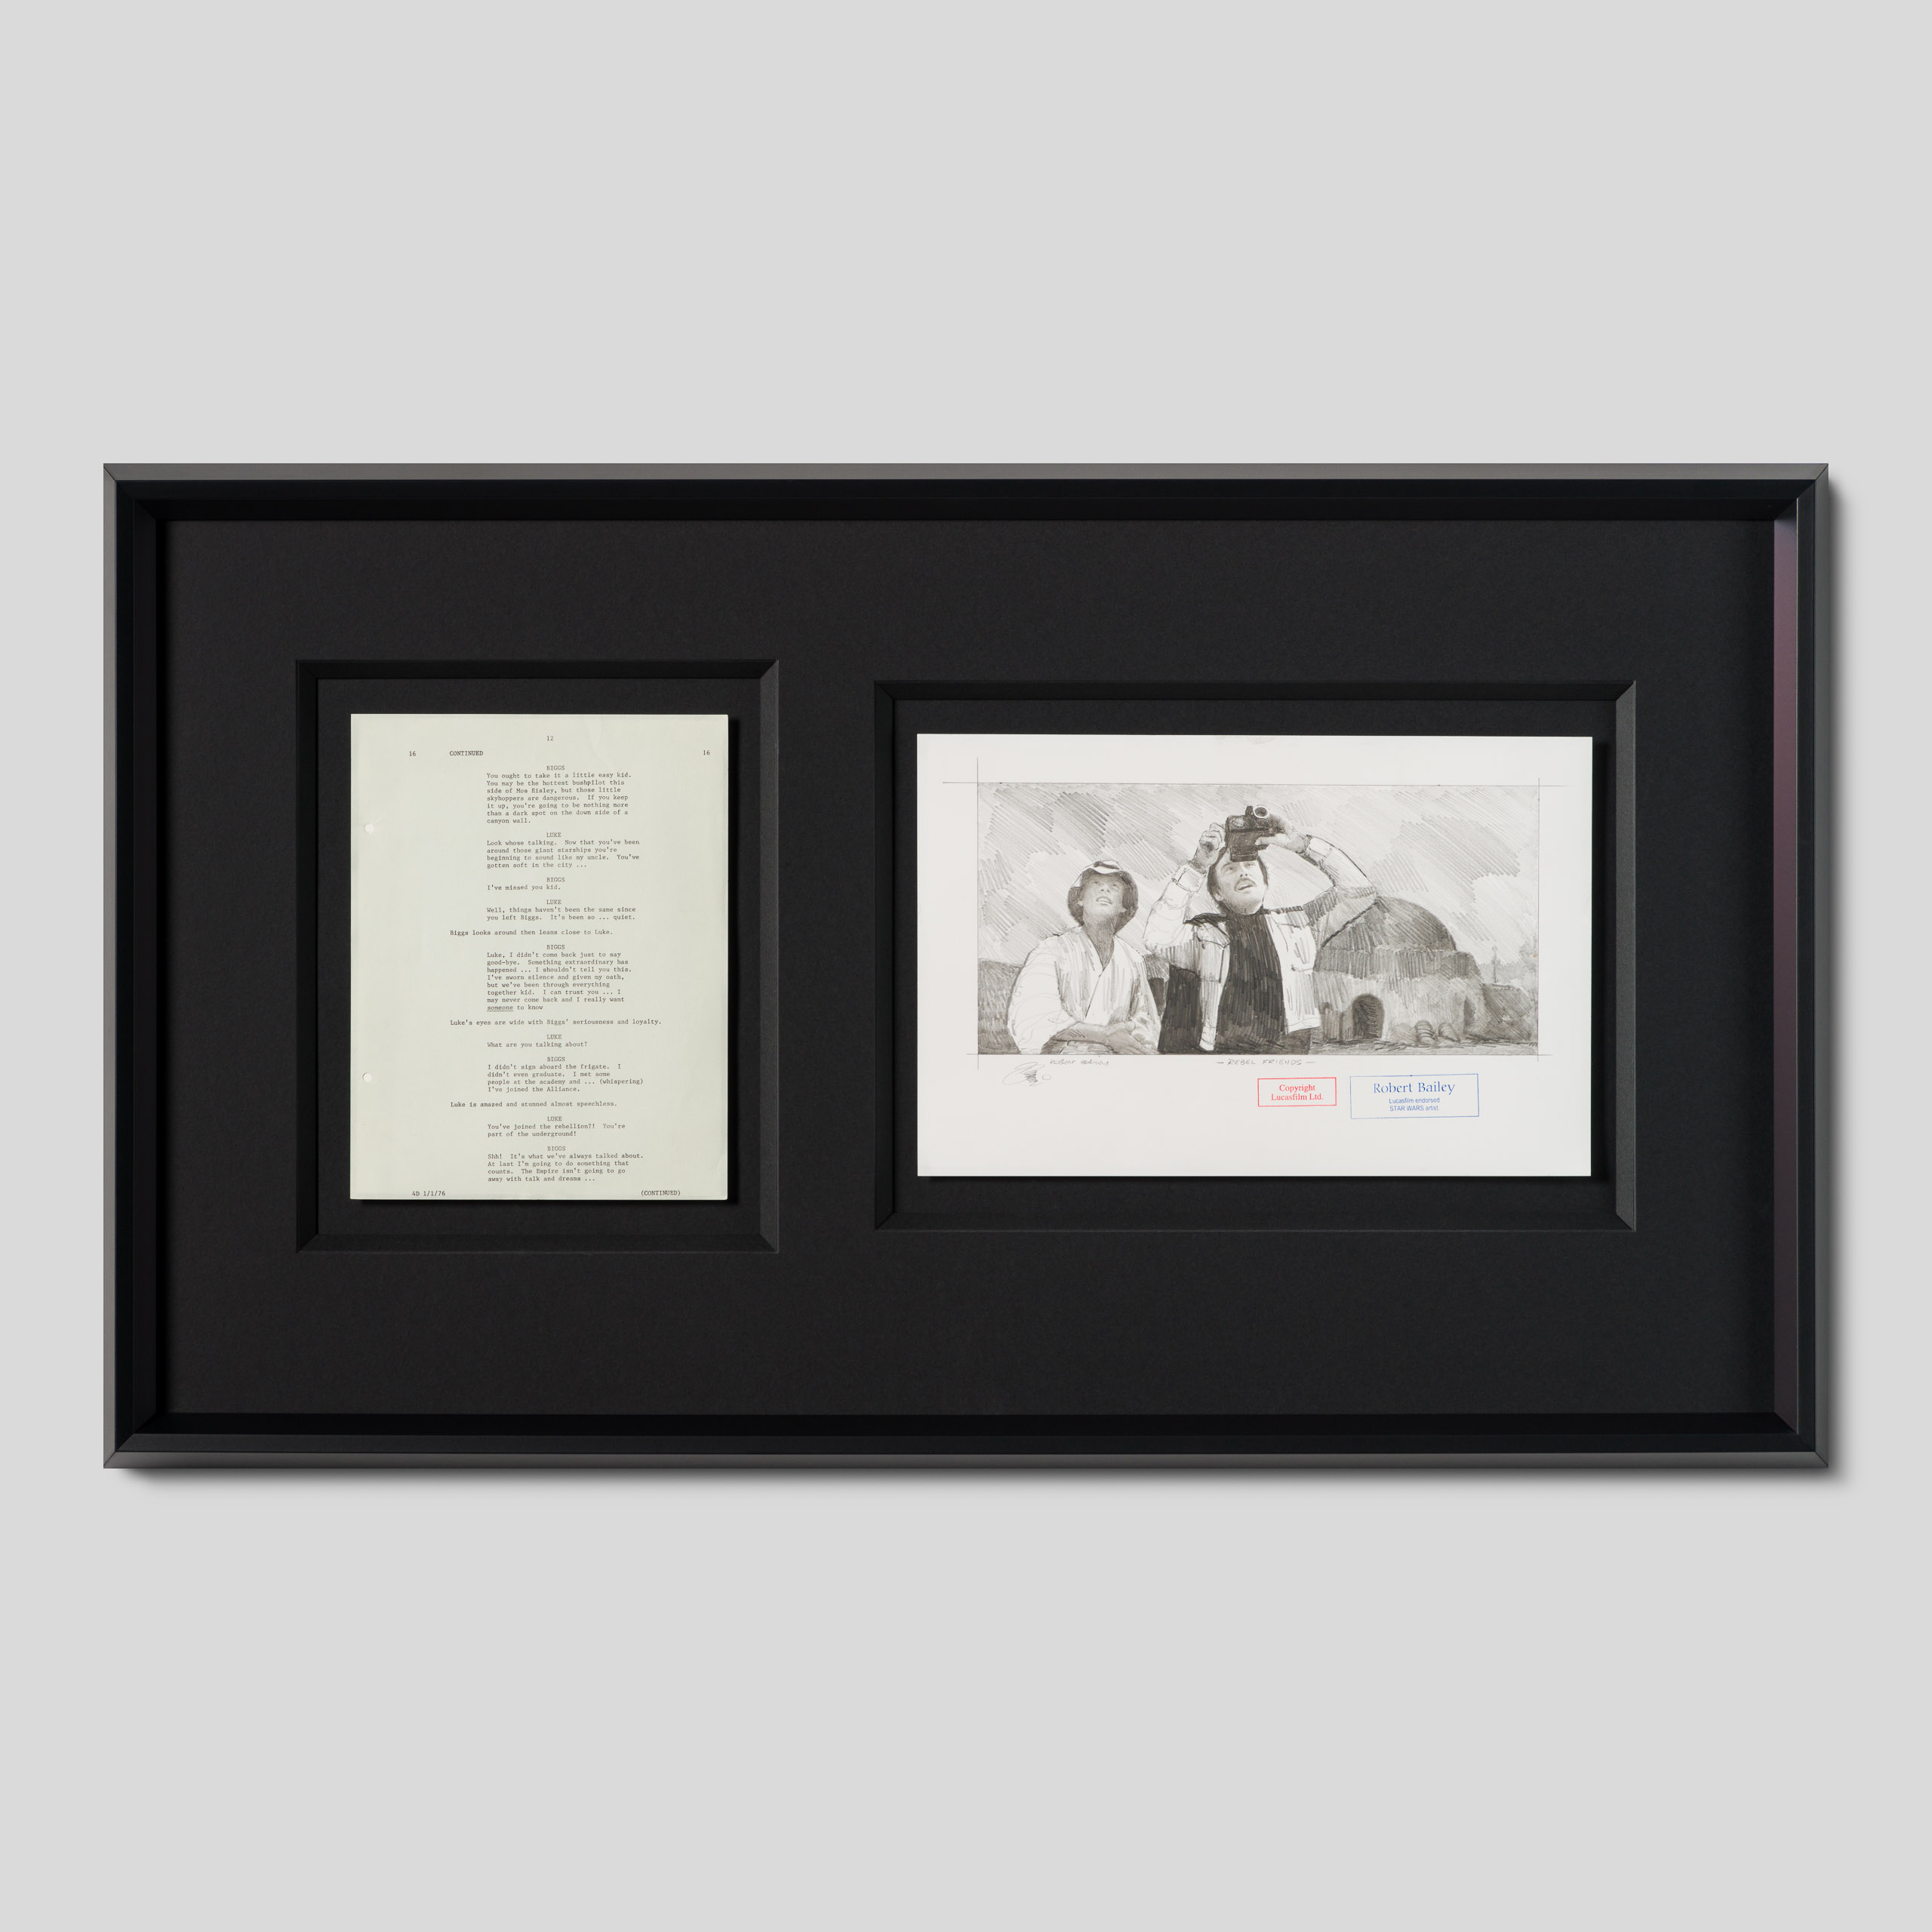 12
16 CONTINUED 16
BIGGS
You ought to take it a little easy kid.
You may be the hottest bushpilot this
side of Mos Eisley, but those little
skyhoppers are dangerous. If you keep
it up, you're going to be nothing more
than a dark spot on the down side of a
canyon wall.
LUKE
Look whose talking. Now that you've been
around those giant starships you're
beginning to sound like my uncle. You've
gotten soft in the city ...
BIGGS
I've missed you kid.
LUKE
Well, things haven't been the same since
you left Biggs. It's been so ... quiet.
Biggs looks around then leans close to Luke.
BIGGS
Luke, I didn't come back just to say
good-bye. Something extraordinary has
happened ... I shouldn't tell you this.
I've sworn silence and given my oath,
but we've been through everything
together kid. I can trust you ... I
may never come back and I really want
someone to know
Luke's eyes are wide with Biggs' seriousness and loyalty.
LUKE
What are you talking about?
BIGGS
I didn't sign aboard the frigate. I
didn't even graduate. I met some
people at the academy and ... (whispering)
I've joined the Alliance.
Luke is amazed and stunned almost speechless.
LUKE
You've joined the rebellion?! You're
part of the underground!
BIGGS
Shh! It's what we've always talked about.
At last I'm going to do something that
counts. The Empire isn't going to go
away with talk and dreams ...
4D 1/1/76 (CONTINUED)
— REBEL FRIENDS —
Copyright
Lucasfilm Ltd.
Robert Bailey
Lucasfilm endorsed
STAR WARS artist